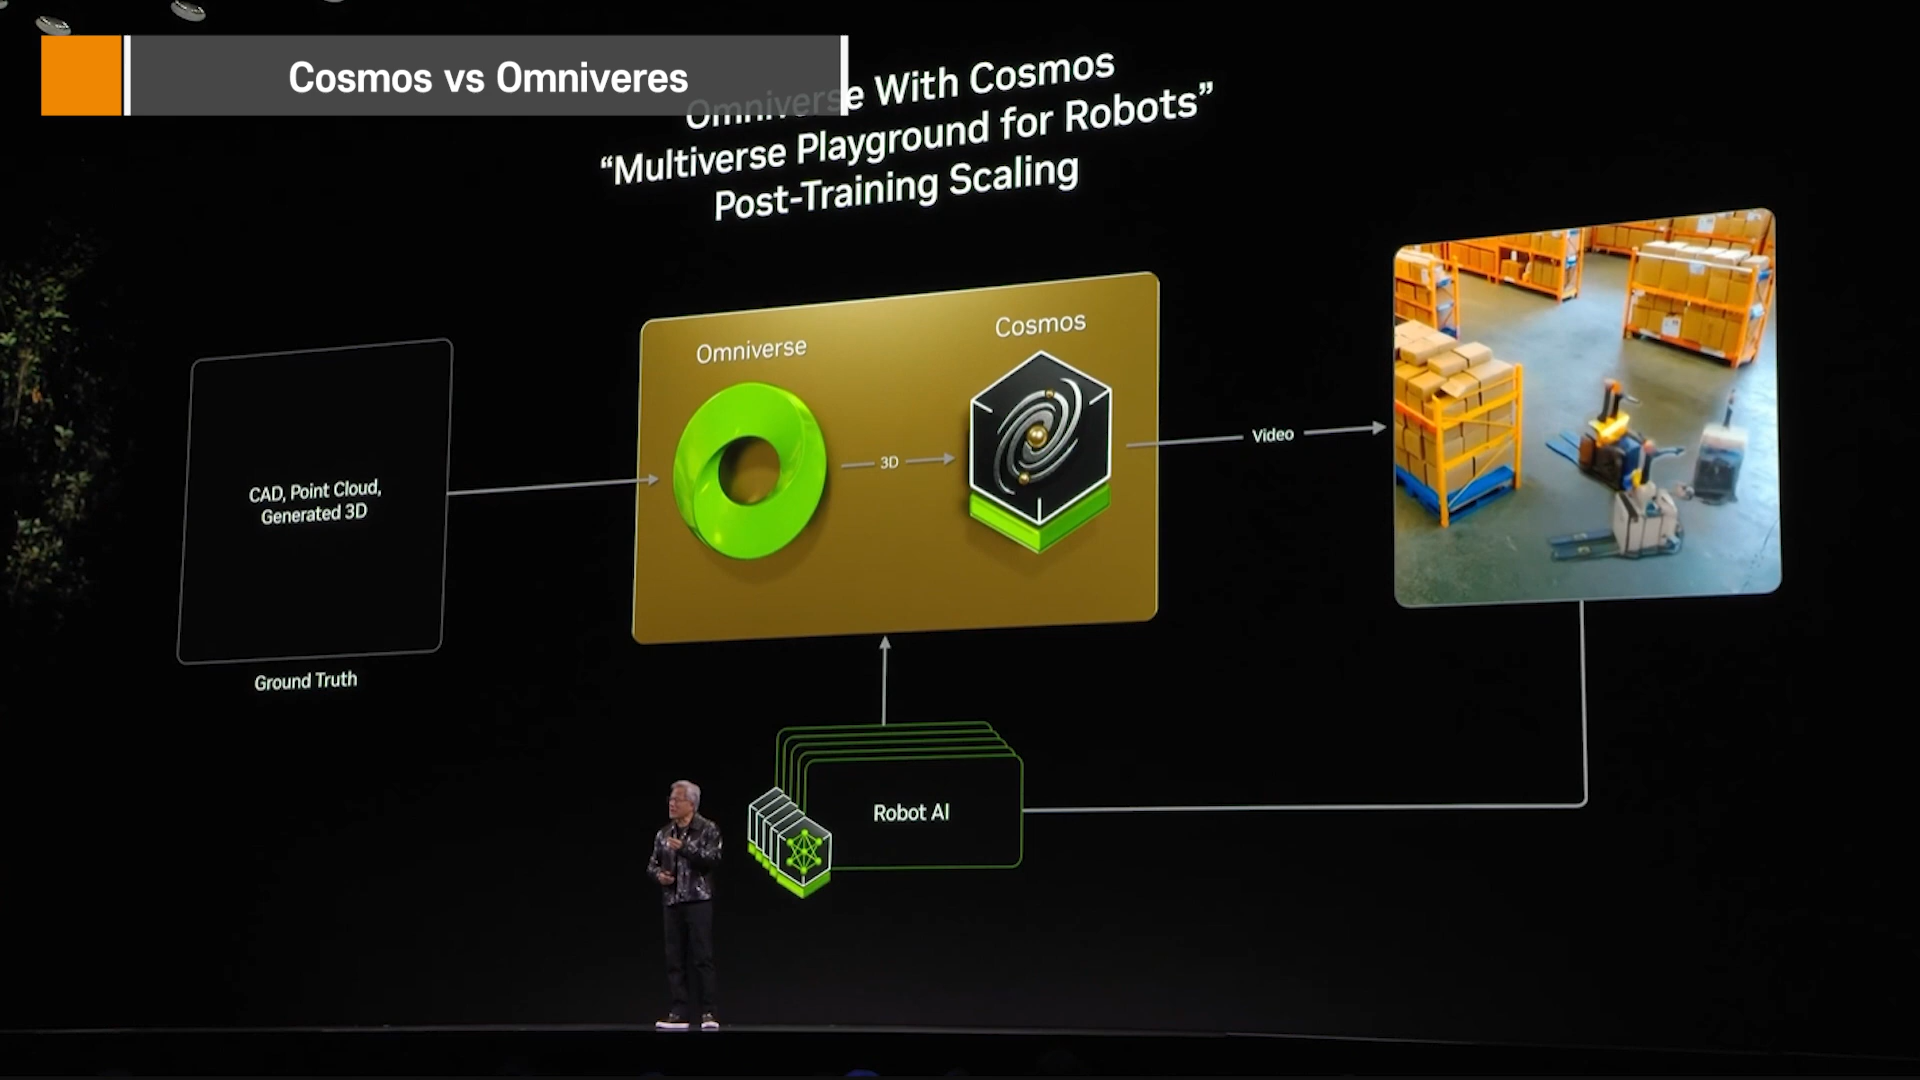 Cosmos vs Omniveres
Omniverse With Cosmos
“Multiverse Playground for Robots”
Post-Training Scaling
Omniverse
Cosmos
3D
Video
CAD, Point Cloud,
Generated 3D
Ground Truth
Robot AI